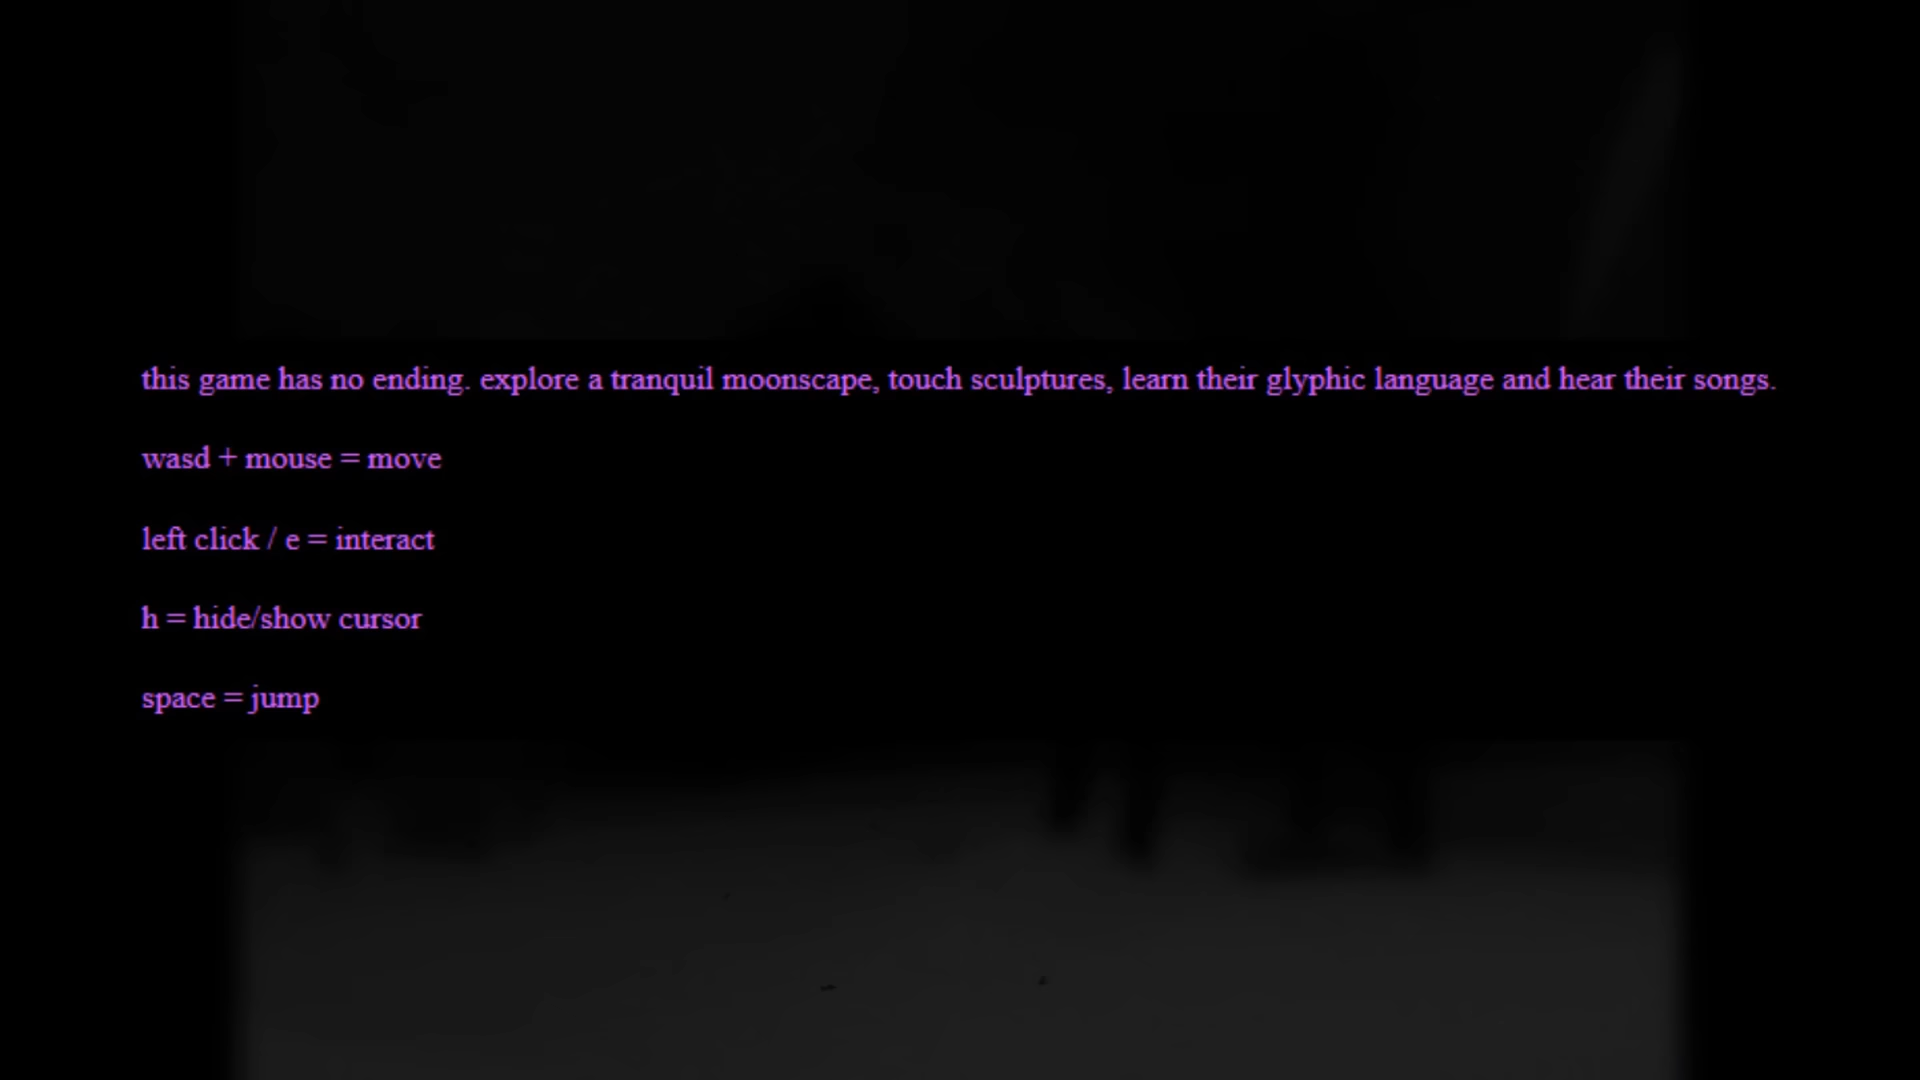 this game has no ending. explore a tranquil moonscape, touch sculptures, learn their glyphic language and hear their songs.
wasd + mouse = move
left click / e = interact
h = hide/show cursor
space = jump